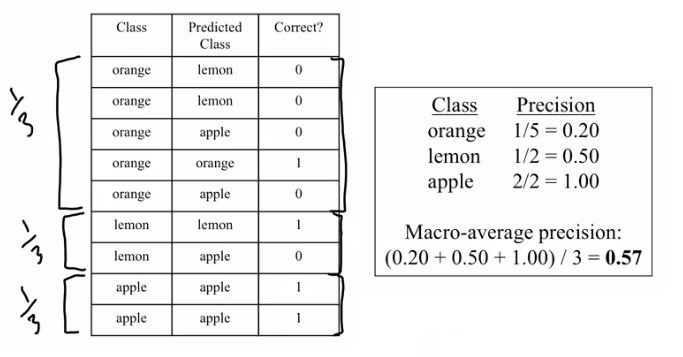 Class Predicted Class Correct?
orange lemon 0
orange lemon 0
orange apple 0
orange orange 1
orange apple 0
lemon lemon 1
lemon apple 0
apple apple 1
apple apple 1
1/3
1/3
1/3
Class Precision
orange 1/5 = 0.20
lemon 1/2 = 0.50
apple 2/2 = 1.00
Macro-average precision:
(0.20 + 0.50 + 1.00) / 3 = 0.57